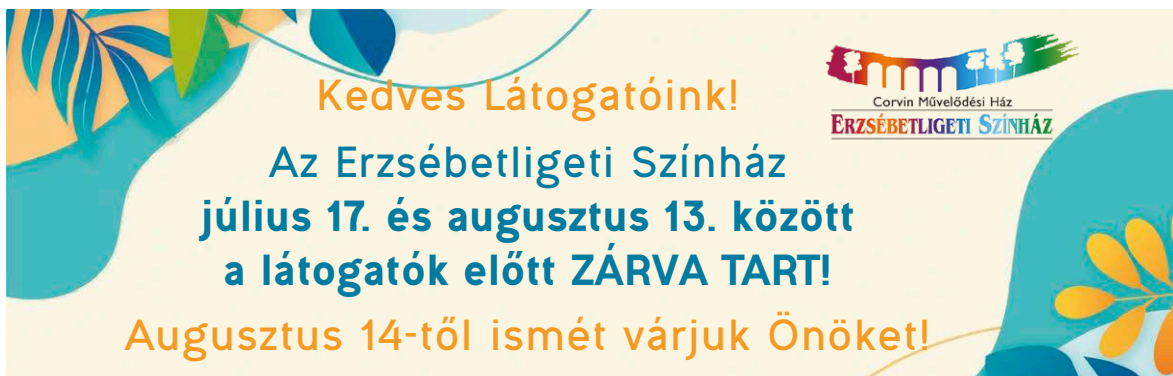 Kedves Látogatóink!
Corvin Művelődési Ház
ERZSÉBETLIGETI SZÍNHÁZ
Az Erzsébetligeti Színház
július 17. és augusztus 13. között
a látogatók előtt ZÁRVA TART!
Augusztus 14-től ismét várjuk Önöket!